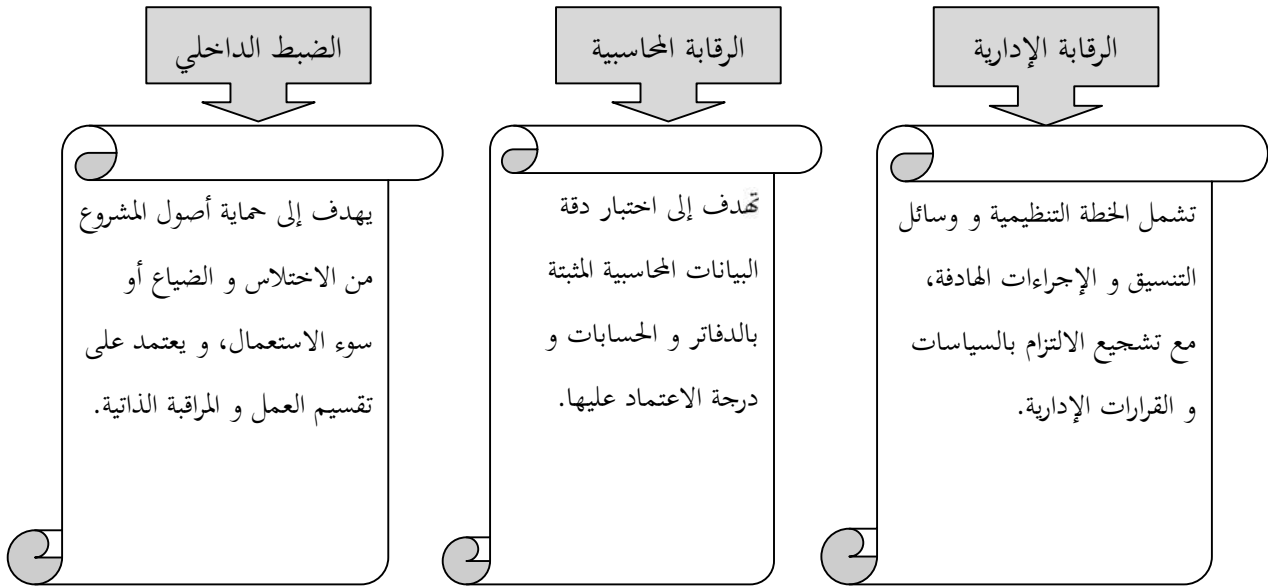 الرقابة الإدارية
تشمل الخطة التنظيمية و وسائل
التنسيق و الإجراءات الهادفة،
مع تشجيع الالتزام بالسياسات
و القرارات الإدارية.
الرقابة المحاسبية
تهدف إلى اختبار دقة
البيانات المحاسبية المثبتة
بالدفاتر و الحسابات و
درجة الاعتماد عليها.
الضبط الداخلي
يهدف إلى حماية أصول المشروع
من الاختلاس و الضياع أو
سوء الاستعمال، و يعتمد على
تقسيم العمل و المراقبة الذاتية.